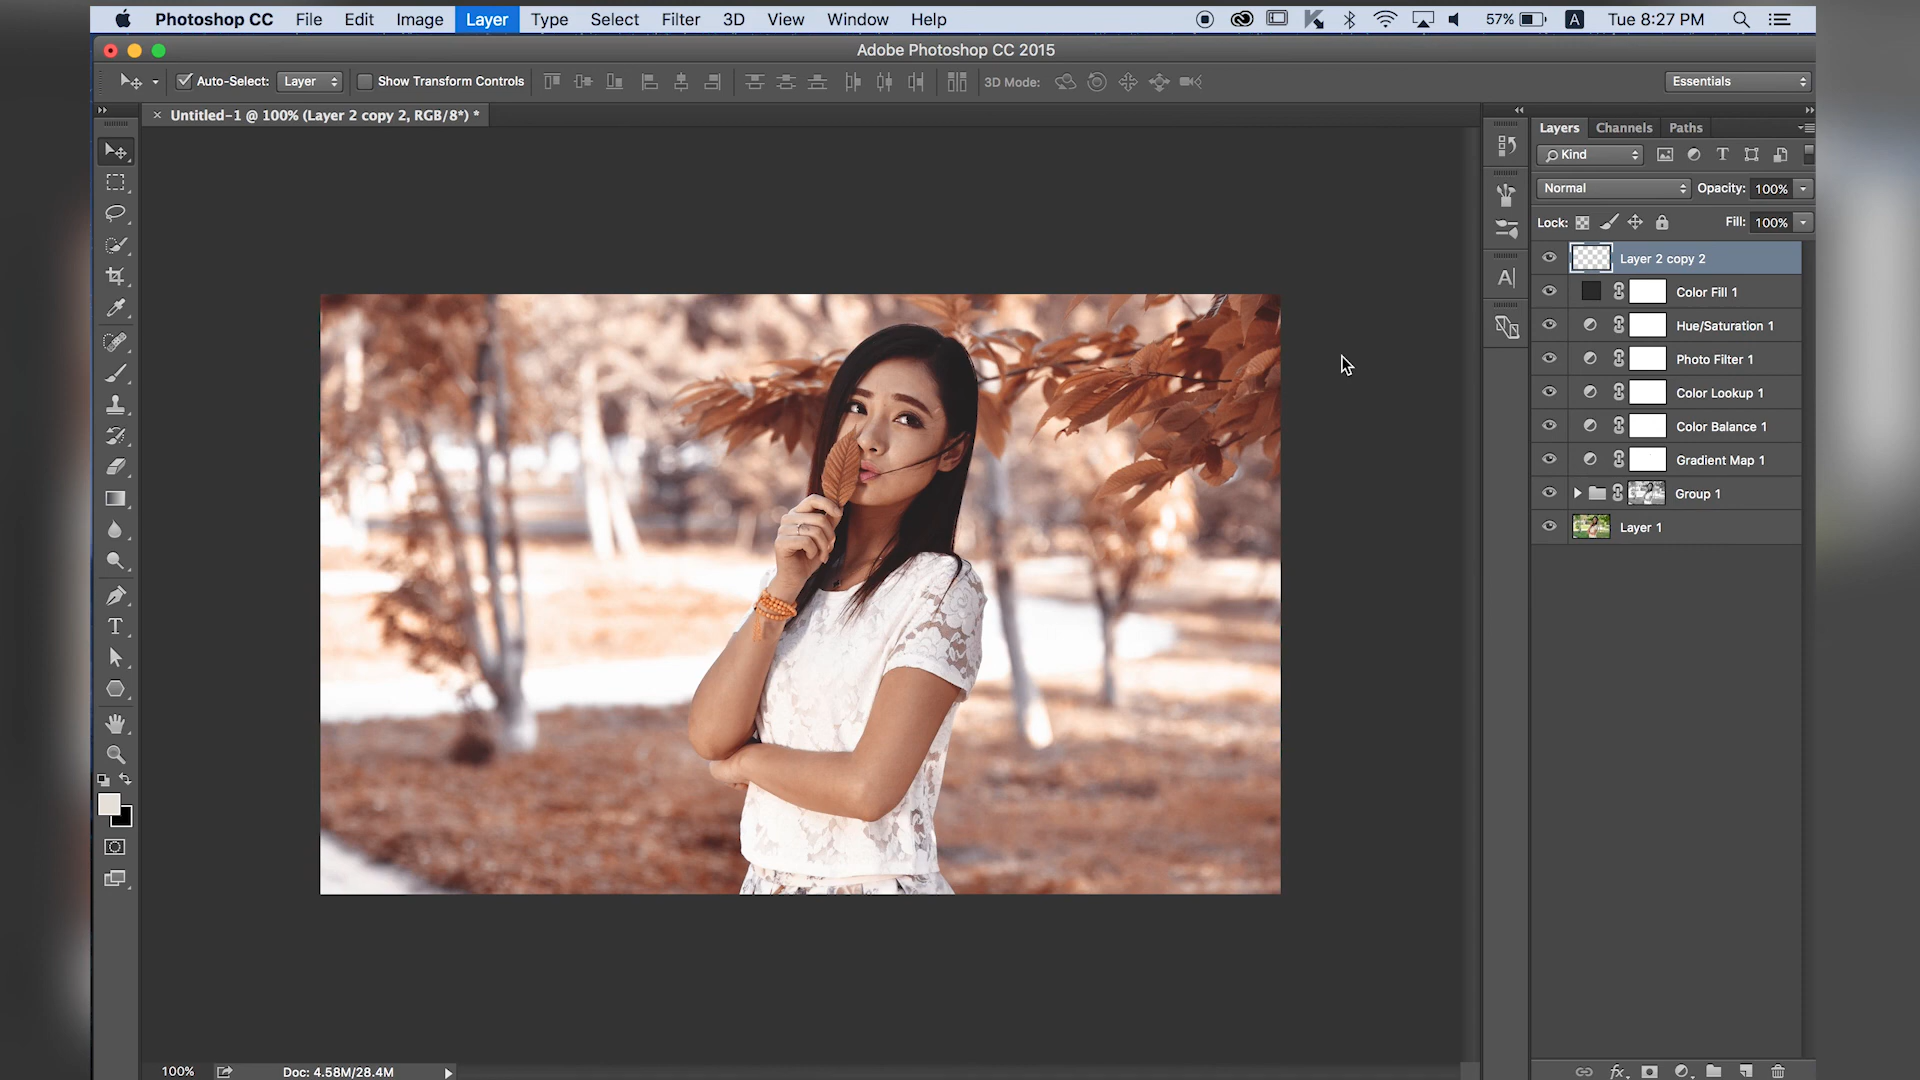 Photoshop CC File Edit Image Layer Type Select Filter 3D View Window Help 57% A Tue 8:27 PM
Adobe Photoshop CC 2015
Auto-Select: Layer Show Transform Controls 3D Mode: Essentials
× Untitled-1 @ 100% (Layer 2 copy 2, RGB/8*) *
Layers Channels Paths
Kind
Normal Opacity: 100%
Lock: Fill: 100%
Layer 2 copy 2
Color Fill 1
Hue/Saturation 1
Photo Filter 1
Color Lookup 1
Color Balance 1
Gradient Map 1
Group 1
Layer 1
100% Doc: 4.58M/28.4M